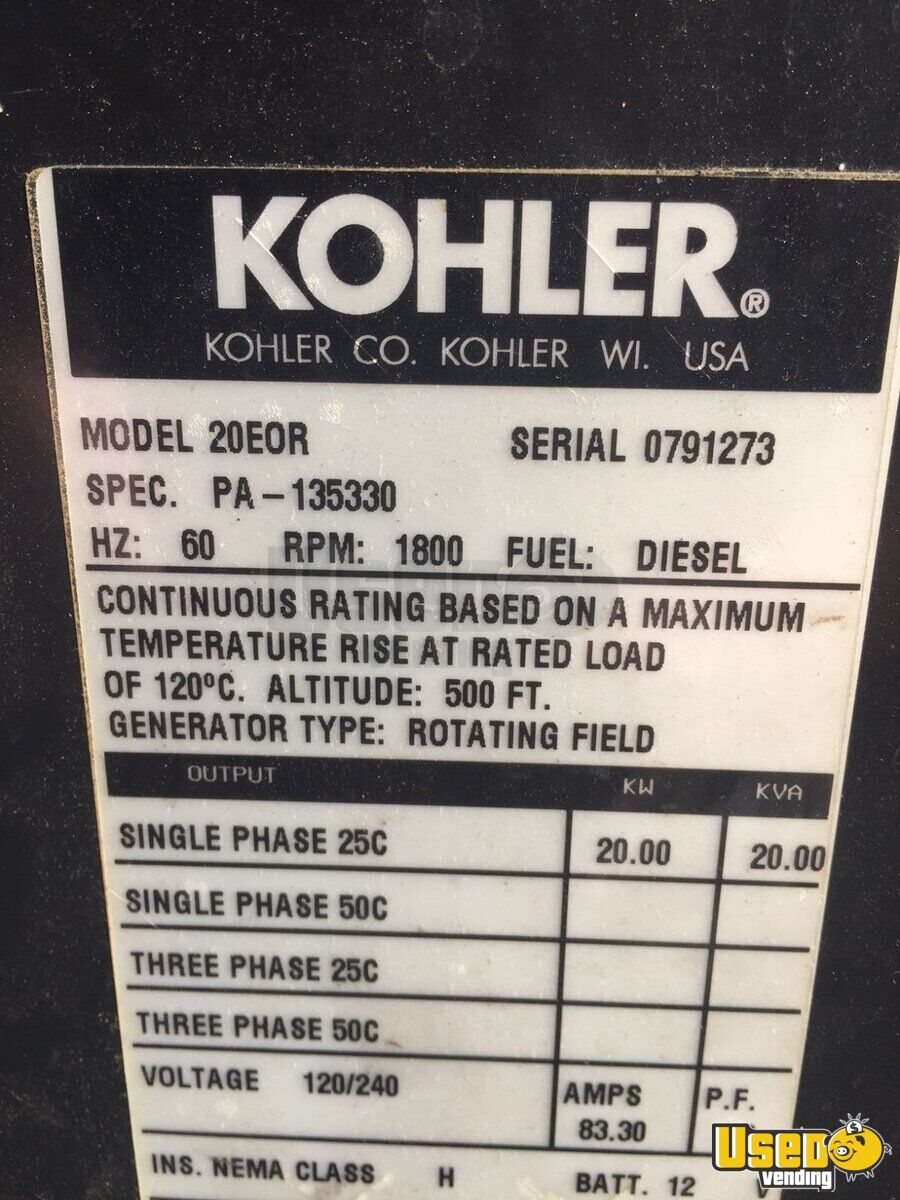 KOHLER®
KOHLER CO. KOHLER WI. USA
MODEL 20EOR SERIAL 0791273
SPEC. PA-135330
HZ: 60 RPM: 1800 FUEL: DIESEL
CONTINUOUS RATING BASED ON A MAXIMUM
TEMPERATURE RISE AT RATED LOAD
OF 120ºC. ALTITUDE: 500 FT.
GENERATOR TYPE: ROTATING FIELD
OUTPUT KW KVA
SINGLE PHASE 25C 20.00 20.00
SINGLE PHASE 50C
THREE PHASE 25C
THREE PHASE 50C
VOLTAGE 120/240 AMPS P.F.
83.30
INS. NEMA CLASS H BATT. 12
USED
vending